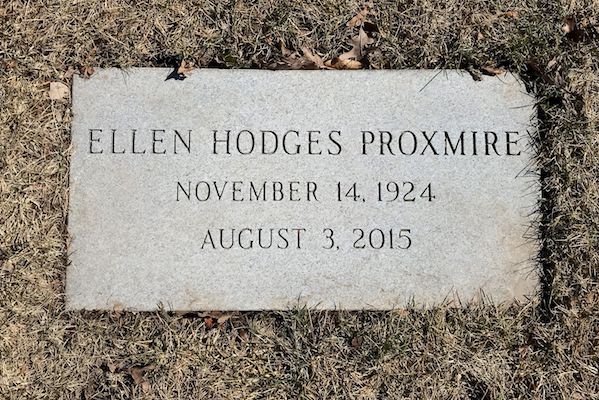 ELLEN HODGES PROXMIRE
NOVEMBER 14, 1924
AUGUST 3, 2015